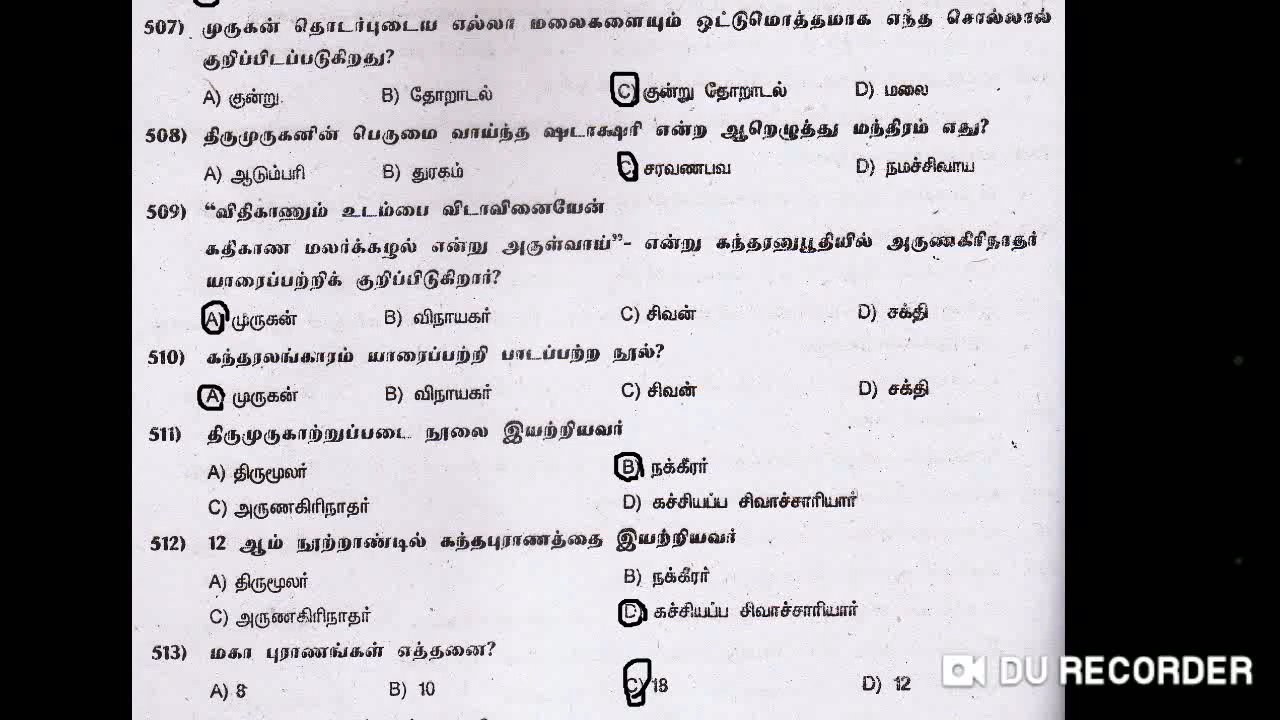 507) முருகன் தொடர்புடைய எல்லா மலைகளையும் ஒட்டுமொத்தமாக எந்த சொல்லால்
குறிப்பிடப்படுகிறது?
A) குன்று B) தோறாடல் C) குன்று தோறாடல் D) மலை
508) திருமுருகனின் பெருமை வாய்ந்த ஷடாக்ஷரி என்ற ஆறெழுத்து மந்திரம் எது?
A) ஆடும்பரி B) துரகம் C) சரவணபவ D) நமச்சிவாய
509) “விதிகாணும் உடம்பை விடாவினையேன்
கதிகாண மலர்க்கழல் என்று அருள்வாய்”- என்று கந்தரனுபூதியில் அருணகிரிநாதர்
யாரைப்பற்றிக் குறிப்பிடுகிறார்?
A) முருகன் B) விநாயகர் C) சிவன் D) சக்தி
510) கந்தரலங்காரம் யாரைப்பற்றி பாடப்பற்ற நூல்?
A) முருகன் B) விநாயகர் C) சிவன் D) சக்தி
511) திருமுருகாற்றுப்படை நூலை இயற்றியவர்
A) திருமூலர் B) நக்கீரர்
C) அருணகிரிநாதர் D) கச்சியப்ப சிவாச்சாரியார்
512) 12 ஆம் நூற்றாண்டில் கந்தபுராணத்தை இயற்றியவர்
A) திருமூலர் B) நக்கீரர்
C) அருணகிரிநாதர் D) கச்சியப்ப சிவாச்சாரியார்
513) மகா புராணங்கள் எத்தனை?
A) 8 B) 10 C) 18 D) 12
DU RECORDER